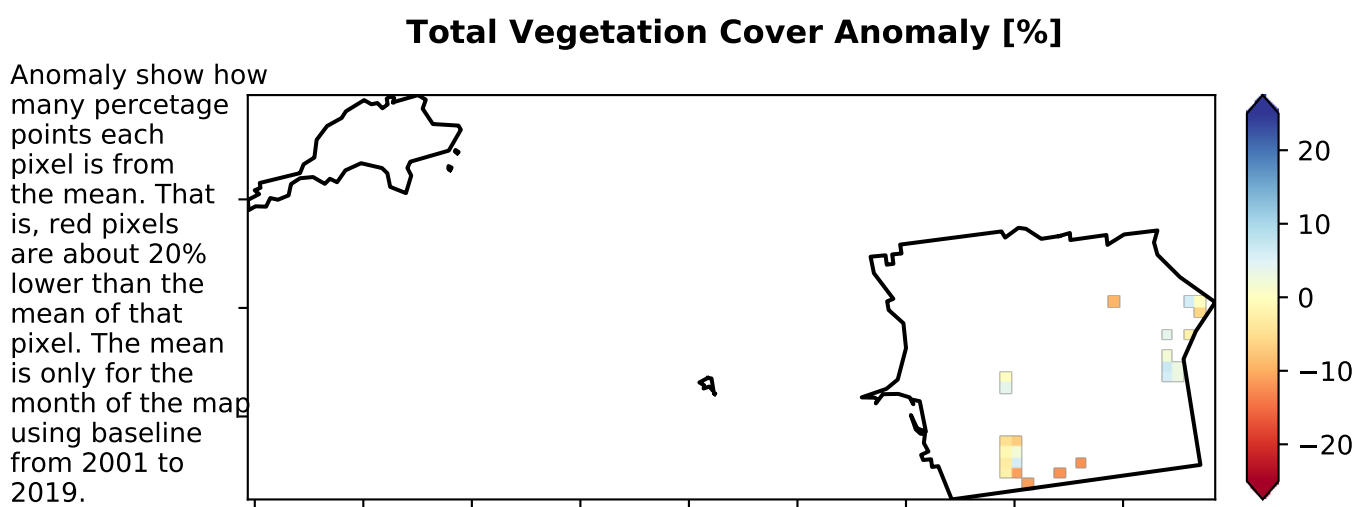 Total Vegetation Cover Anomaly [%]
Anomaly show how
many percetage
points each
pixel is from
the mean. That
is, red pixels
are about 20%
lower than the
mean of that
pixel. The mean
is only for the
month of the map
using baseline
from 2001 to
2019.
20
10
0
−10
−20